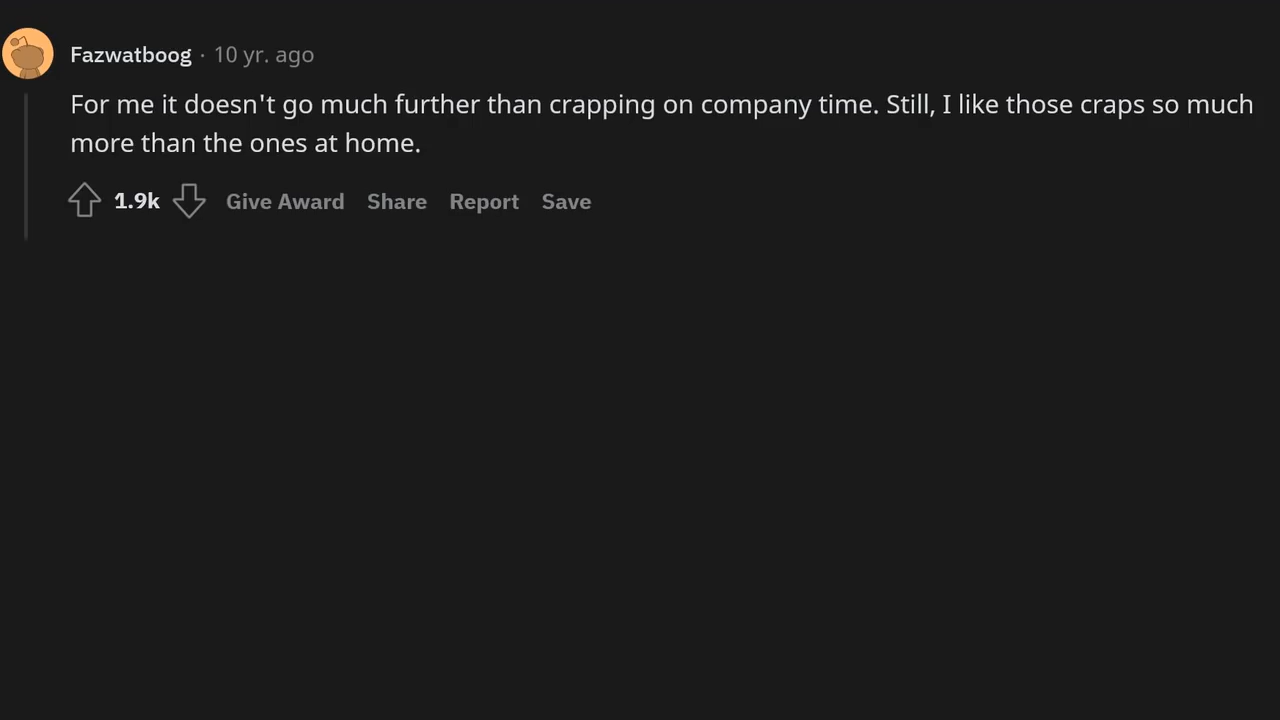 Fazwatboog · 10 yr. ago
For me it doesn't go much further than crapping on company time. Still, I like those craps so much
more than the ones at home.
1.9k Give Award Share Report Save